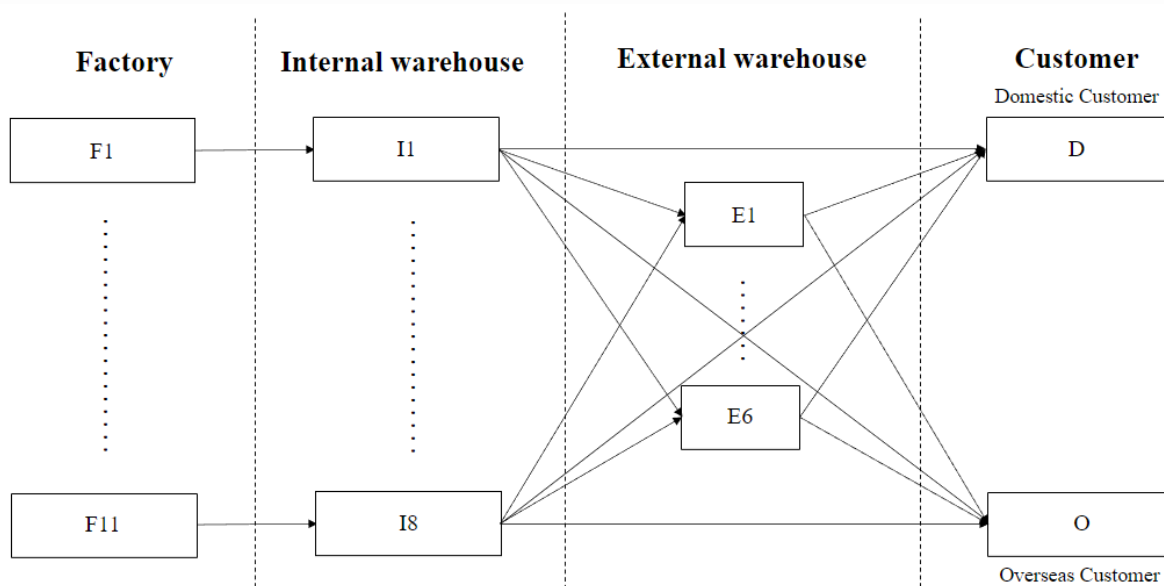 Factory
Internal warehouse
External warehouse
Customer
Domestic Customer
F1
I1
D
E1
E6
F11
I8
O
Overseas Customer